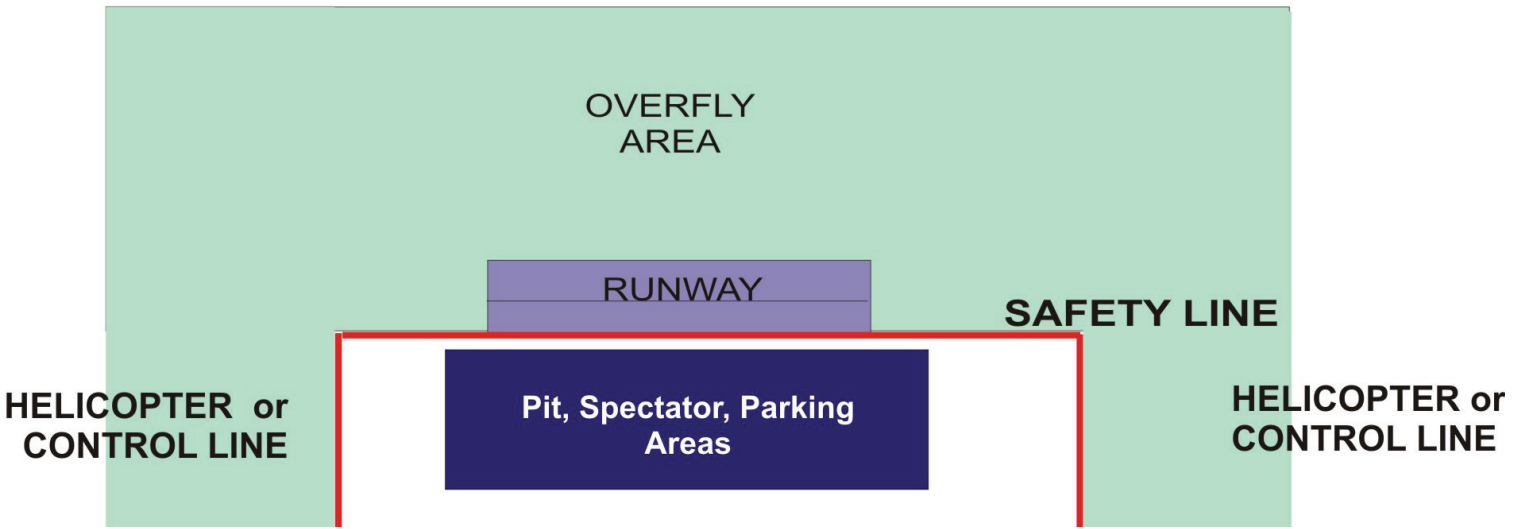 OVERFLY
AREA
RUNWAY
SAFETY LINE
HELICOPTER or
CONTROL LINE
Pit, Spectator, Parking
Areas
HELICOPTER or
CONTROL LINE